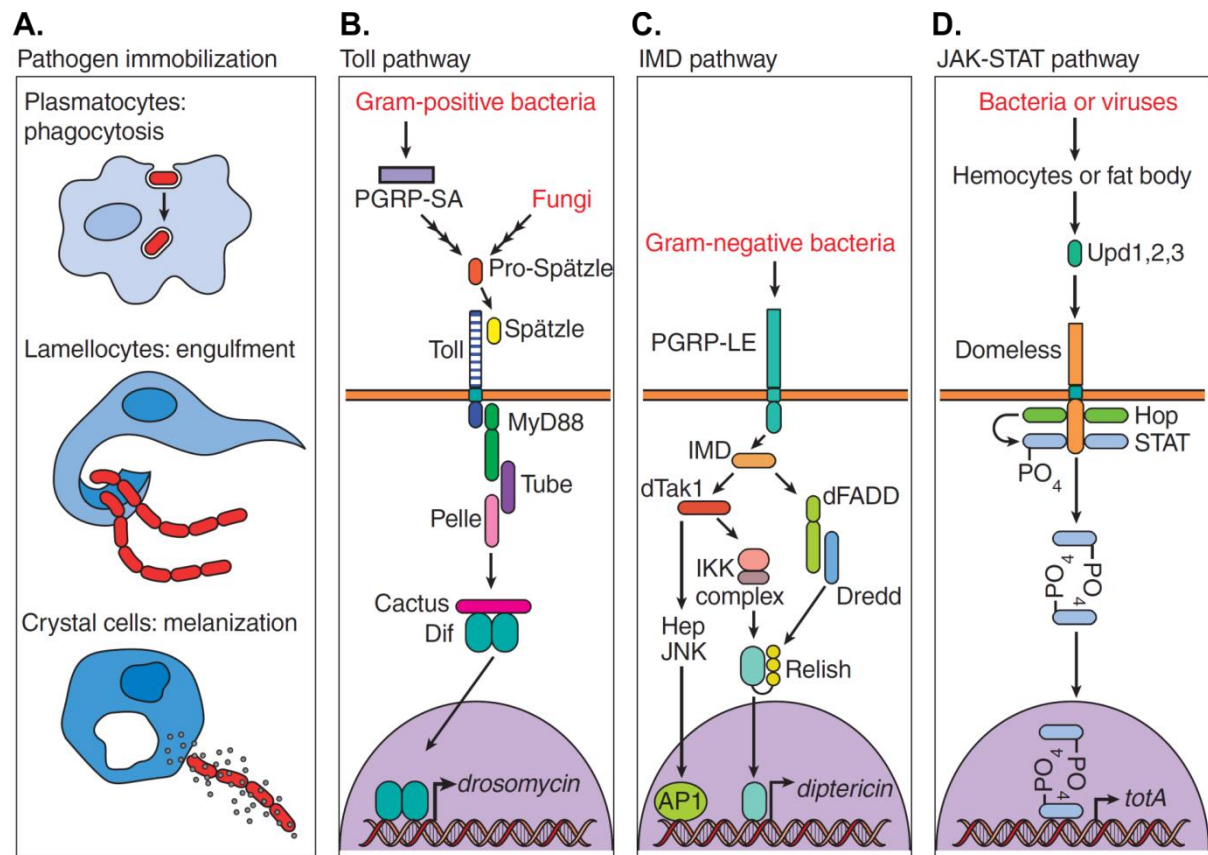 A.
Pathogen immobilization
Plasmatocytes:
phagocytosis
Lamellocytes: engulfment
Crystal cells: melanization
B.
Toll pathway
Gram-positive bacteria
PGRP-SA
Fungi
Pro-Spätzle
Spätzle
Toll
MyD88
Tube
Pelle
Cactus
Dif
drosomycin
C.
IMD pathway
Gram-negative bacteria
PGRP-LE
IMD
dTak1
dFADD
IKK
complex
Dredd
Hep
JNK
Relish
AP1
diptericin
D.
JAK-STAT pathway
Bacteria or viruses
Hemocytes or fat body
Upd1,2,3
Domeless
Hop
STAT
PO4
PO4
PO4
PO4
PO4
totA